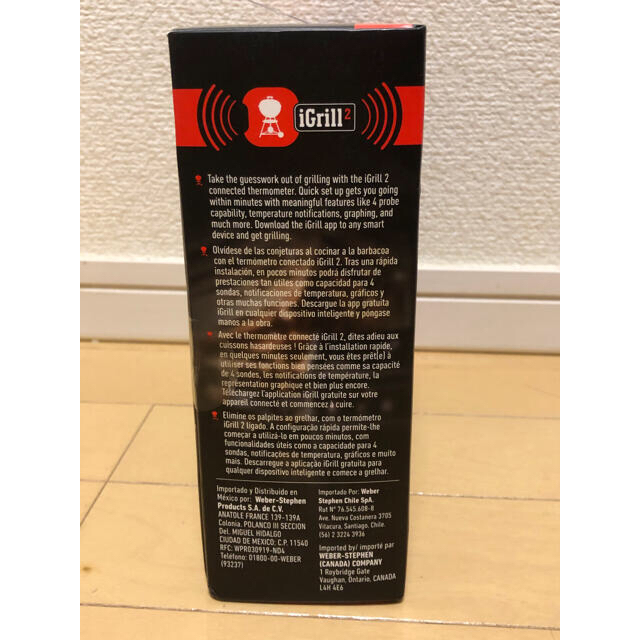 iGrill 2
Take the guesswork out of grilling with the iGrill 2
connected thermometer. Quick set up gets you going
within minutes with meaningful features like 4 probe
capability, temperature notifications, graphing, and
much more. Download the iGrill app to any smart
device and get grilling.
Olvídese de las conjeturas al cocinar a la barbacoa
con el termómetro conectado iGrill 2. Tras una rápida
instalación, en pocos minutos podrá disfrutar de
prestaciones tan útiles como capacidad para 4
sondas, notificaciones de temperatura, gráficos y
otras muchas funciones. Descargue la app gratuita
iGrill en cualquier dispositivo inteligente y póngase
manos a la obra.
Avec le thermomètre connecté iGrill 2, dites adieu aux
cuissons hasardeuses ! Grâce à l'installation rapide,
en quelques minutes seulement, vous êtes prêt(e) à
utiliser ses fonctions bien pensées comme sa capacité
de 4 sondes, les notifications de température, la
représentation graphique et bien plus encore.
Téléchargez l'application iGrill gratuite sur votre
appareil connecté et commencez à cuire.
Elimine os palpites ao grelhar, com o termómetro
iGrill 2 ligado. A configuração rápida permite-lhe
começar a utilizá-lo em poucos minutos, com
funcionalidades úteis como a capacidade para 4
sondas, notificações de temperatura, gráficos e muito
mais. Descarregue a aplicação iGrill gratuita para
qualquer dispositivo inteligente e comece a grelhar.
Importado y Distribuido en
México por: Weber-Stephen
Products S.A. de C.V.
ANATOLE FRANCE 139-139A
Colonia. POLANCO III SECCION
Del. MIGUEL HIDALGO
CIUDAD DE MEXICO: C.P. 11540
RFC: WPR030919-ND4
Teléfono: 01800-00-WEBER
(93237)
Importado Por: Weber
Stephen Chile SpA.
Rut N° 76.545.608-8
Ave. Nueva Costanera 3705
Vitacura, Santiago, Chile.
(56) 2 3224 3936
Imported by/ importé par
WEBER-STEPHEN
(CANADA) COMPANY
1 Roybridge Gate
Vaughan, Ontario, CANADA
L4H 4E6